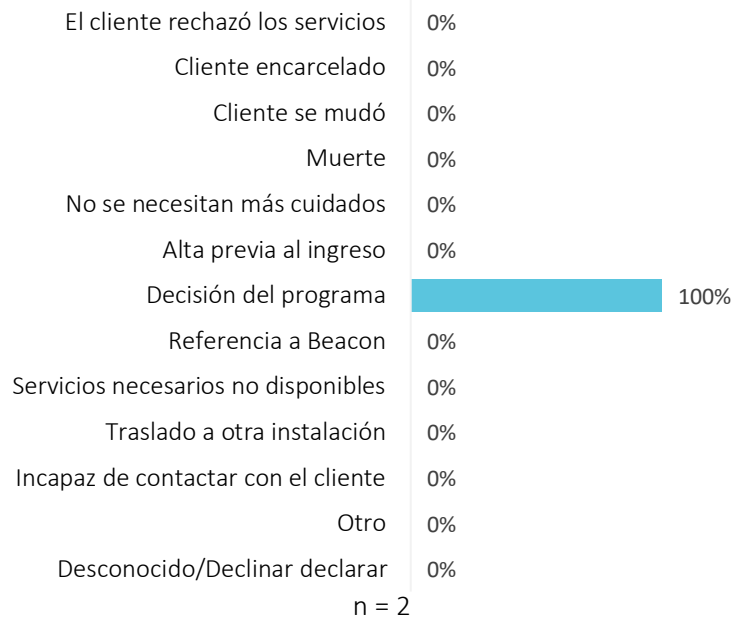 El cliente rechazó los servicios 0%
Cliente encarcelado 0%
Cliente se mudó 0%
Muerte 0%
No se necesitan más cuidados 0%
Alta previa al ingreso 0%
Decisión del programa 100%
Referencia a Beacon 0%
Servicios necesarios no disponibles 0%
Traslado a otra instalación 0%
Incapaz de contactar con el cliente 0%
Otro 0%
Desconocido/Declinar declarar 0%
n = 2